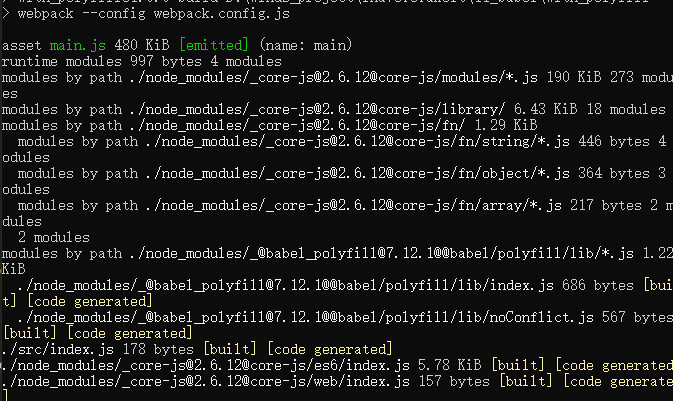 > webpack --config webpack.config.js
asset main.js 480 KiB [emitted] (name: main)
runtime modules 997 bytes 4 modules
modules by path ./node_modules/_core-js@2.6.12@core-js/modules/*.js 190 KiB 273 modul
es
modules by path ./node_modules/_core-js@2.6.12@core-js/library/ 6.43 KiB 18 modules
modules by path ./node_modules/_core-js@2.6.12@core-js/fn/ 1.29 KiB
modules by path ./node_modules/_core-js@2.6.12@core-js/fn/string/*.js 446 bytes 4
odules
modules by path ./node_modules/_core-js@2.6.12@core-js/fn/object/*.js 364 bytes 3
odules
modules by path ./node_modules/_core-js@2.6.12@core-js/fn/array/*.js 217 bytes 2 m
dules
2 modules
modules by path ./node_modules/_@babel_polyfill@7.12.1@@babel/polyfill/lib/*.js 1.22
KiB
./node_modules/_@babel_polyfill@7.12.1@@babel/polyfill/lib/index.js 686 bytes [bui
t] [code generated]
./node_modules/_@babel_polyfill@7.12.1@@babel/polyfill/lib/noConflict.js 567 bytes
[built] [code generated]
./src/index.js 178 bytes [built] [code generated]
./node_modules/_core-js@2.6.12@core-js/es6/index.js 5.78 KiB [built] [code generated
./node_modules/_core-js@2.6.12@core-js/web/index.js 157 bytes [built] [code generate
]